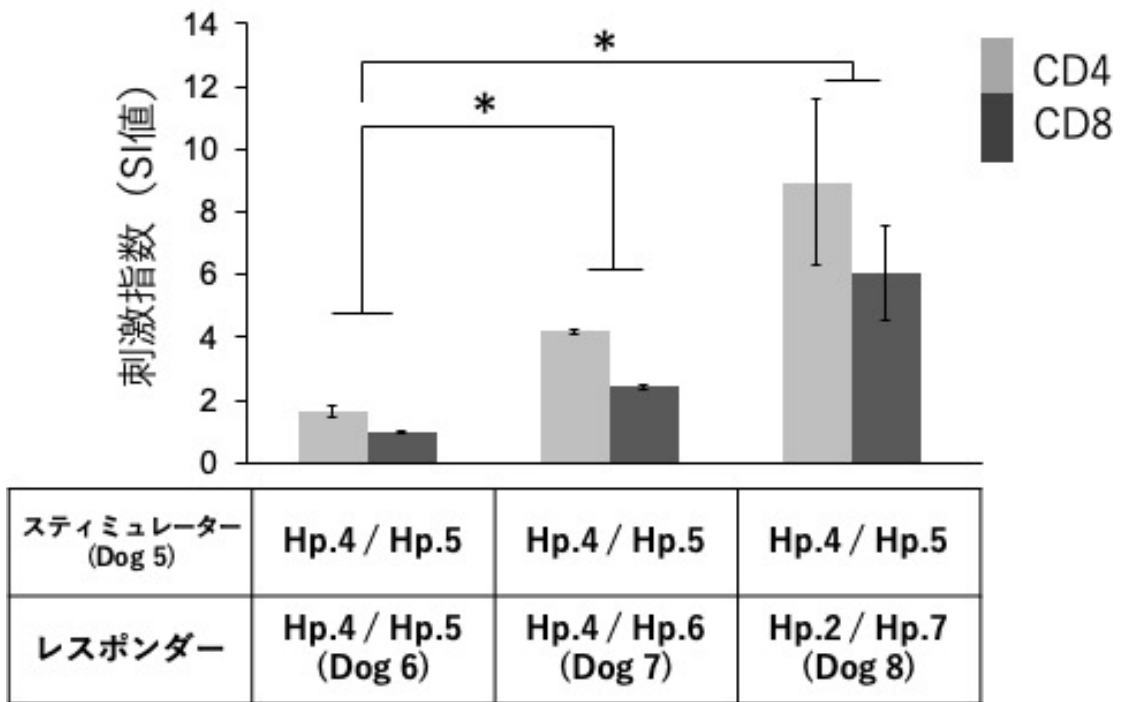 14
12
10
8
6
4
2
0
刺激指数（SI値）
*
*
CD4
CD8
スティミュレーター
(Dog 5)
Hp.4 / Hp.5
Hp.4 / Hp.5
Hp.4 / Hp.5
レスポンダー
Hp.4 / Hp.5
(Dog 6)
Hp.4 / Hp.6
(Dog 7)
Hp.2 / Hp.7
(Dog 8)